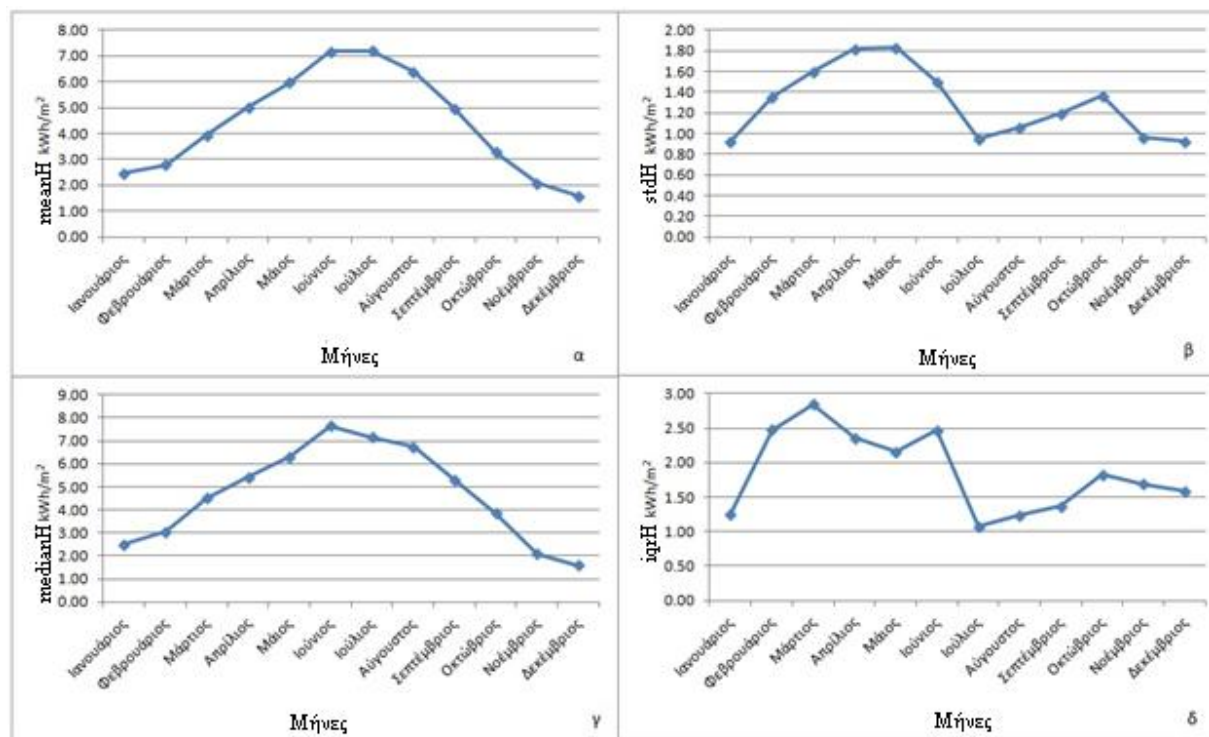 8.00
7.00
6.00
5.00
4.00
3.00
2.00
1.00
0.00
meanH kWh/m²
Ιανουάριος
Φεβρουάριος
Μάρτιος
Απρίλιος
Μάιος
Ιούνιος
Ιούλιος
Αύγουστος
Σεπτέμβριος
Οκτώβριος
Νοέμβριος
Δεκέμβριος
Μήνες
α
2.00
1.80
1.60
1.40
1.20
1.00
0.80
0.60
0.40
0.20
0.00
stdH kWh/m²
Ιανουάριος
Φεβρουάριος
Μάρτιος
Απρίλιος
Μάιος
Ιούνιος
Ιούλιος
Αύγουστος
Σεπτέμβριος
Οκτώβριος
Νοέμβριος
Δεκέμβριος
Μήνες
β
9.00
8.00
7.00
6.00
5.00
4.00
3.00
2.00
1.00
0.00
medianH kWh/m²
Ιανουάριος
Φεβρουάριος
Μάρτιος
Απρίλιος
Μάιος
Ιούνιος
Ιούλιος
Αύγουστος
Σεπτέμβριος
Οκτώβριος
Νοέμβριος
Δεκέμβριος
Μήνες
γ
3.00
2.50
2.00
1.50
1.00
0.50
0.00
iqrH kWh/m²
Ιανουάριος
Φεβρουάριος
Μάρτιος
Απρίλιος
Μάιος
Ιούνιος
Ιούλιος
Αύγουστος
Σεπτέμβριος
Οκτώβριος
Νοέμβριος
Δεκέμβριος
Μήνες
δ